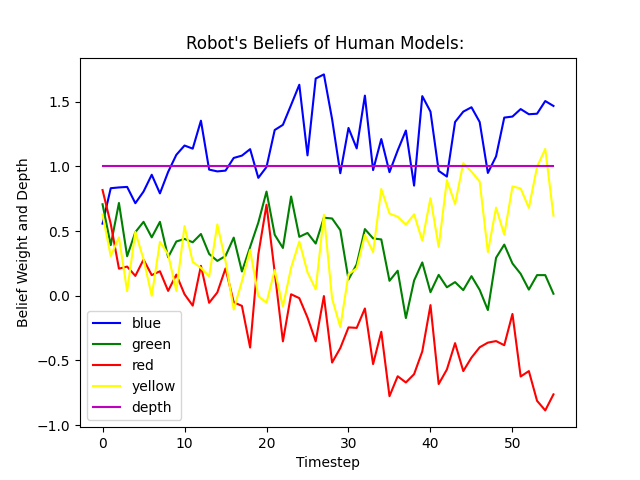 Robot's Beliefs of Human Models:
Belief Weight and Depth
1.5
1.0
0.5
0.0
−0.5
−1.0
blue
green
red
yellow
depth
0 10 20 30 40 50
Timestep